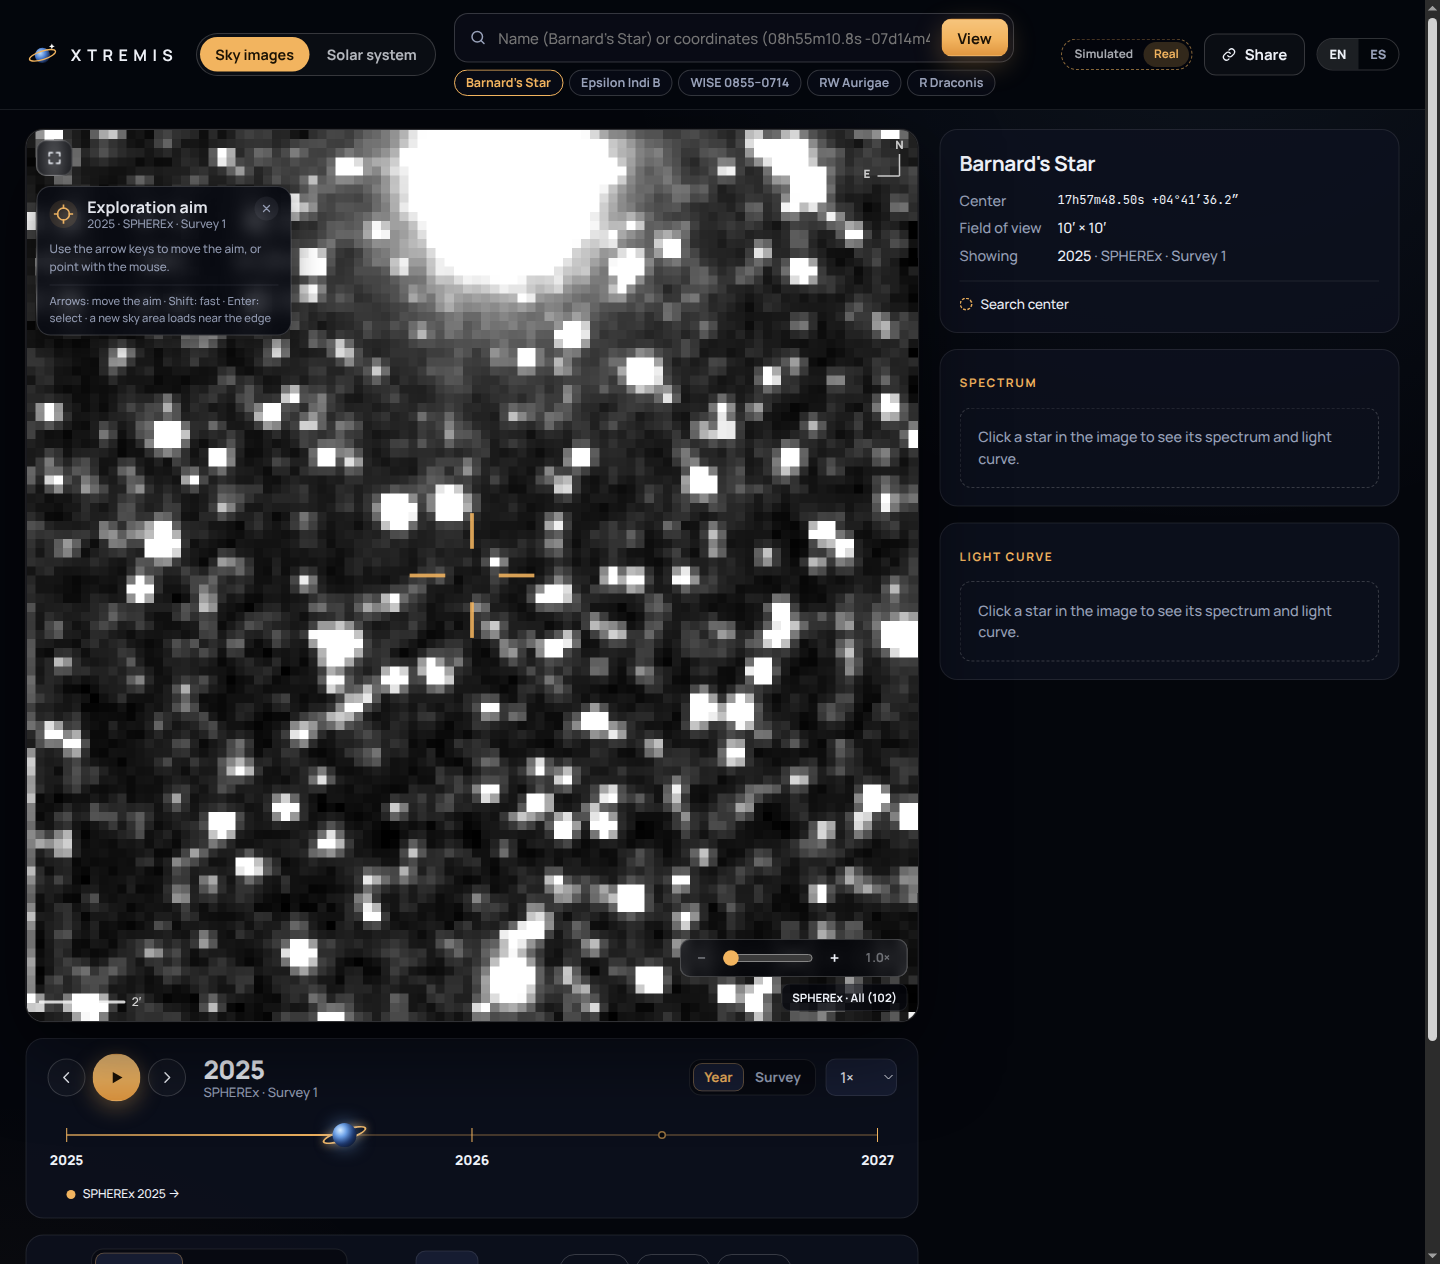 XTREMIS
Sky images
Solar system
Name (Barnard's Star) or coordinates (08h55m10.8s -07d14m4
View
Simulated
Real
Share
EN
ES
Barnard's Star
Epsilon Indi B
WISE 0855−0714
RW Aurigae
R Draconis
N
E
Exploration aim
2025 · SPHEREx · Survey 1
Use the arrow keys to move the aim, or
point with the mouse.
Arrows: move the aim · Shift: fast · Enter:
select · a new sky area loads near the edge
− + 1.0×
SPHEREx · All (102)
2′
Barnard's Star
Center 17h57m48.50s +04°41′36.2″
Field of view 10′ × 10′
Showing 2025 · SPHEREx · Survey 1
Search center
SPECTRUM
Click a star in the image to see its spectrum and light
curve.
LIGHT CURVE
Click a star in the image to see its spectrum and light
curve.
2025
SPHEREx · Survey 1
Year
Survey
1×
2025
2026
2027
SPHEREx 2025 →